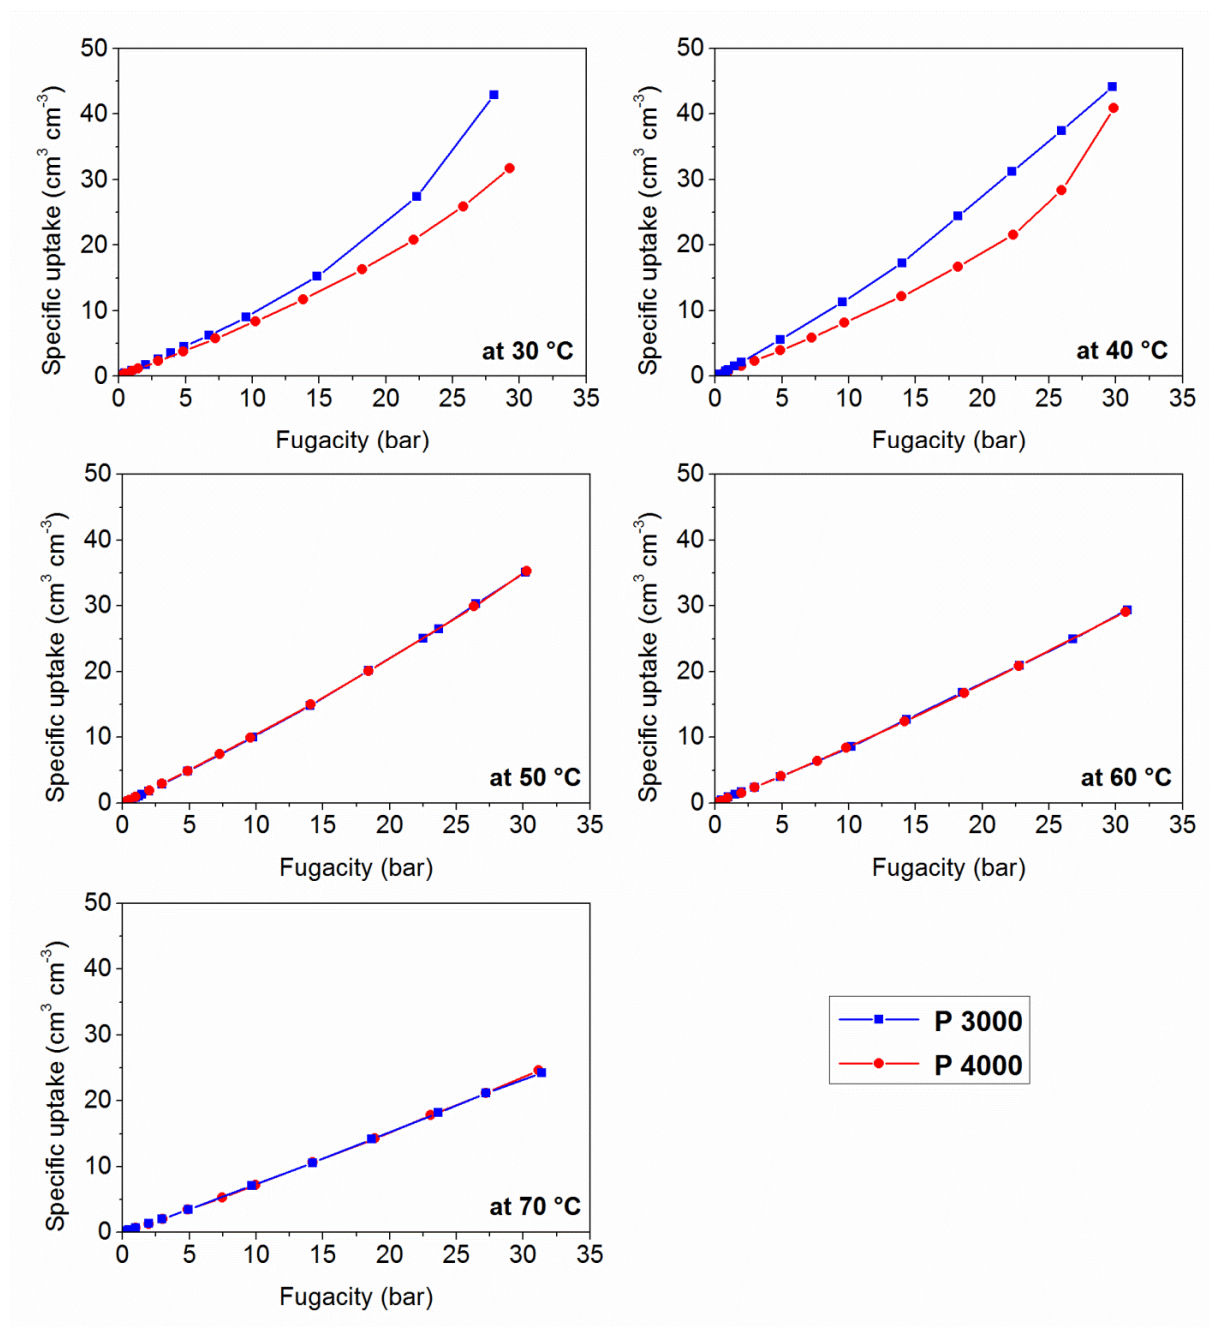 Specific uptake (cm³ cm⁻³)
50
40
30
20
10
0
at 30 °C
0 5 10 15 20 25 30 35
Fugacity (bar)
Specific uptake (cm³ cm⁻³)
50
40
30
20
10
0
at 40 °C
0 5 10 15 20 25 30 35
Fugacity (bar)
Specific uptake (cm³ cm⁻³)
50
40
30
20
10
0
at 50 °C
0 5 10 15 20 25 30 35
Fugacity (bar)
Specific uptake (cm³ cm⁻³)
50
40
30
20
10
0
at 60 °C
0 5 10 15 20 25 30 35
Fugacity (bar)
Specific uptake (cm³ cm⁻³)
50
40
30
20
10
0
at 70 °C
0 5 10 15 20 25 30 35
Fugacity (bar)
P 3000
P 4000